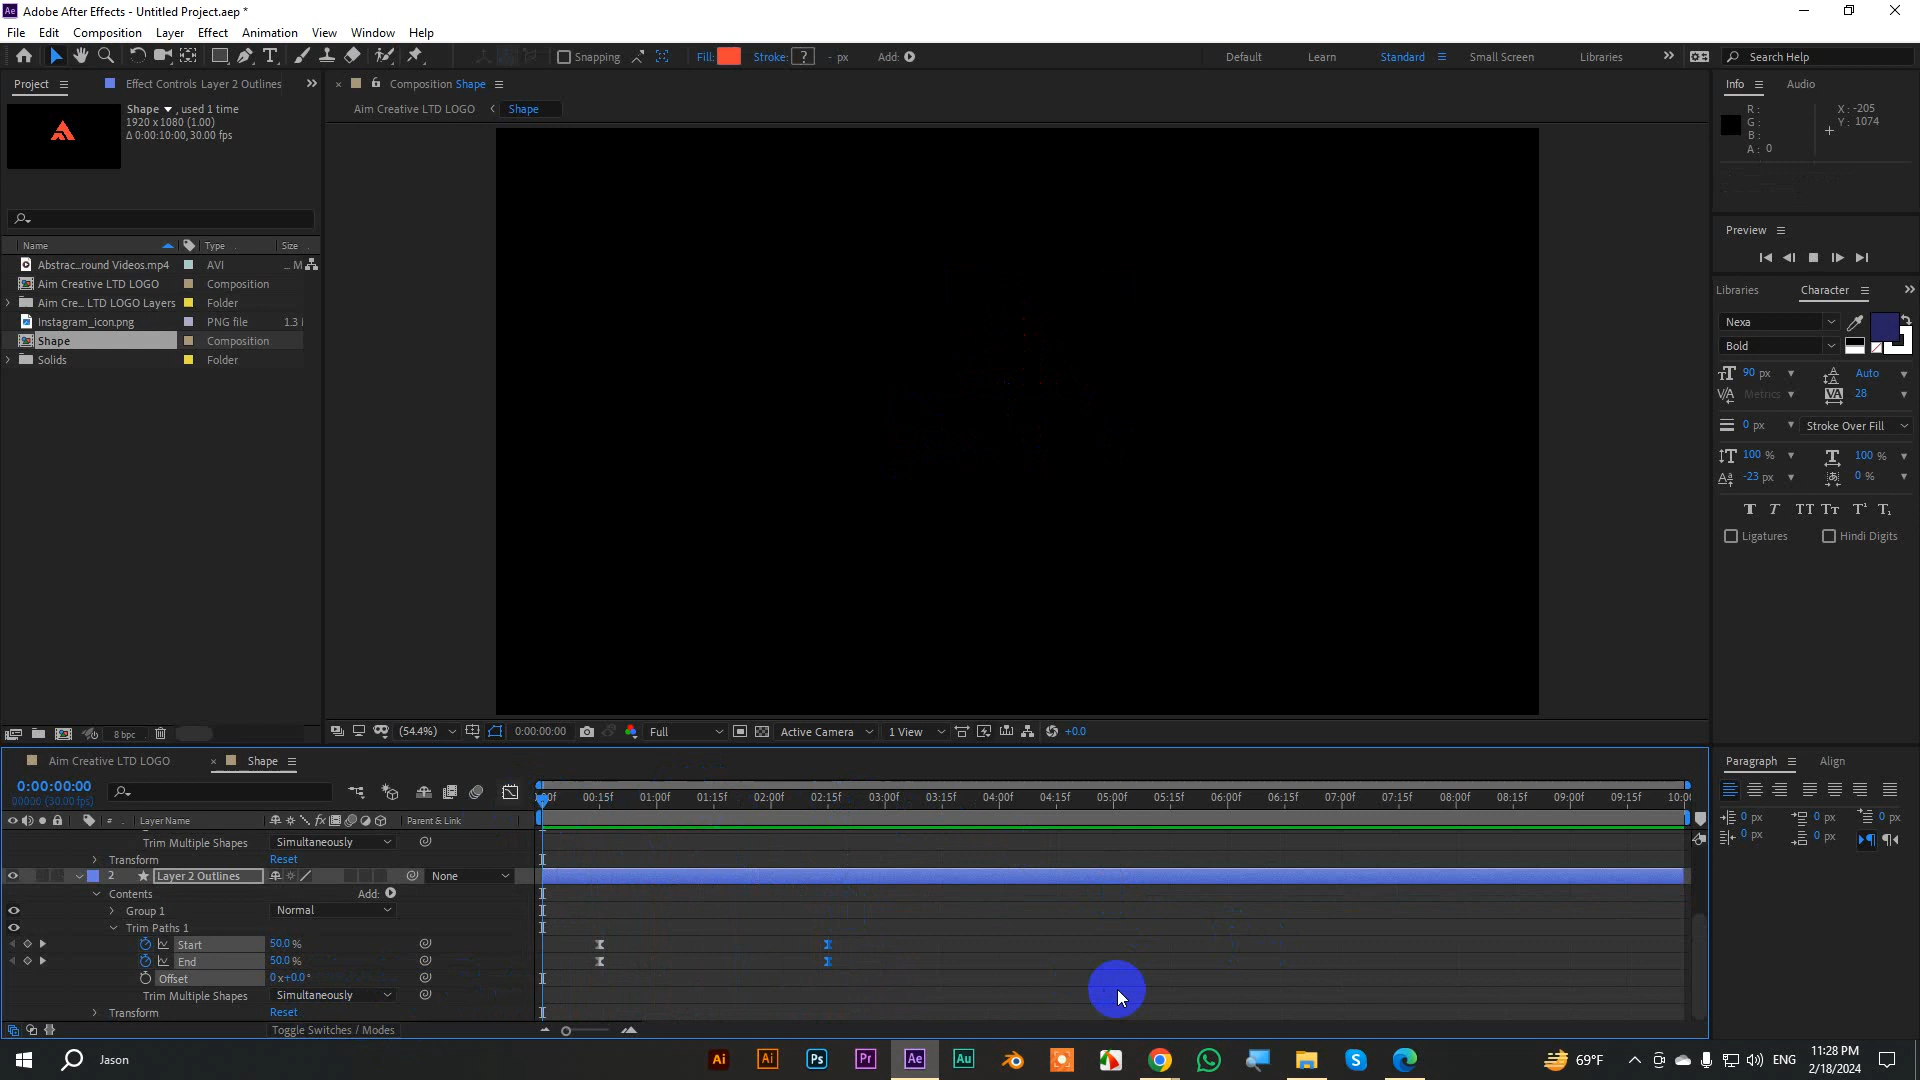 Adobe After Effects - Untitled Project.aep *
File Edit Composition Layer Effect Animation View Window Help
Snapping Fill: Stroke: ? - px Add: Default Learn Standard Small Screen Libraries Search Help
Project Effect Controls Layer 2 Outlines
Composition Shape
Info Audio
Shape , used 1 time
1920 x 1080 (1.00)
Δ 0:00:10:00, 30.00 fps
Aim Creative LTD LOGO Shape
R: X: -205
G: Y: 1074
B:
A: 0
Preview
Name Type Size
Abstrac...round Videos.mp4 AVI ... M
Aim Creative LTD LOGO Composition
Aim Cre... LTD LOGO Layers Folder
Instagram_icon.png PNG file 1.3
Shape Composition
Solids Folder
Libraries Character
Nexa
Bold
90 px Auto
Metrics 28
0 px Stroke Over Fill
100 % 100 %
-23 px 0 %
Ligatures Hindi Digits
8 bpc
(54.4%) 0:00:00:00 Full Active Camera 1 View +0.0
Aim Creative LTD LOGO Shape
0:00:00:00
00000 (30.00 fps)
00f 00:15f 01:00f 01:15f 02:00f 02:15f 03:00f 03:15f 04:00f 04:15f 05:00f 05:15f 06:00f 06:15f 07:00f 07:15f 08:00f 08:15f 09:00f 09:15f 10:00
# Layer Name Parent & Link
Trim Multiple Shapes Simultaneously
Transform Reset
2 Layer 2 Outlines None
Contents Add:
Group 1 Normal
Trim Paths 1
Start 50.0 %
End 50.0 %
Offset 0 x+0.0 °
Trim Multiple Shapes Simultaneously
Transform Reset
Toggle Switches / Modes
Paragraph Align
0 px 0 px 0 px
0 px 0 px
Jason
Ai Ai Ps Pr Ae Au
69°F
ENG
11:28 PM
2/18/2024